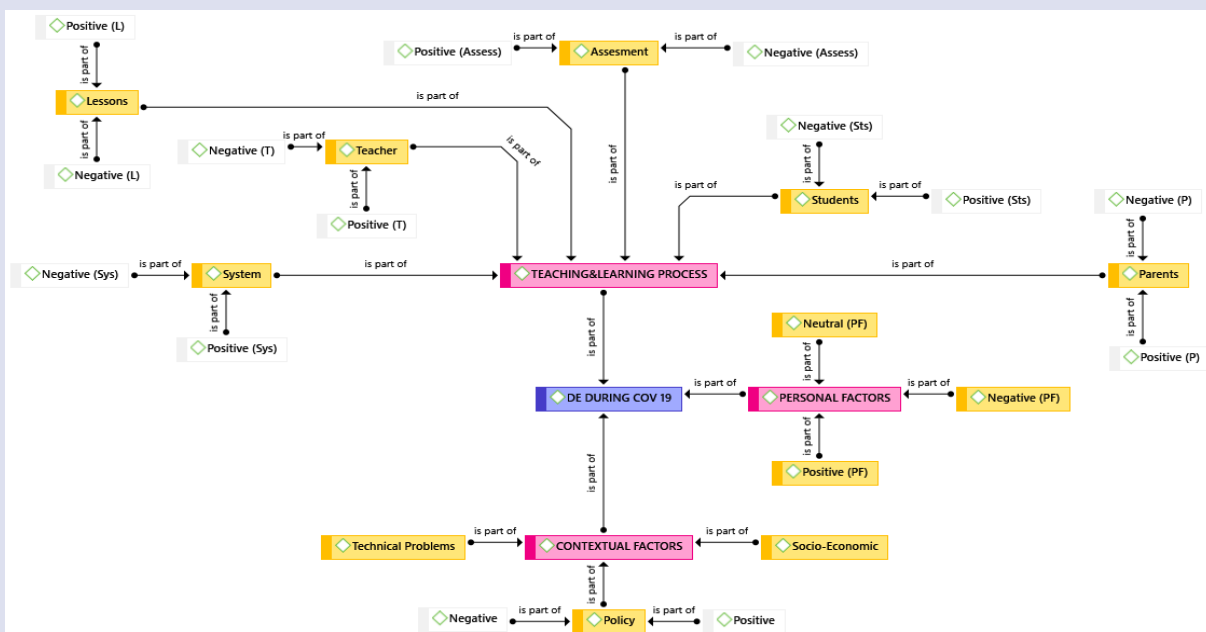 Positive (L)
is part of
Positive (Assess)
is part of
Assesment
is part of
Negative (Assess)
is part of
Lessons
is part of
is part of
Negative (L)
is part of
Negative (T)
is part of
Teacher
is part of
is part of
Positive (T)
Negative (Sts)
is part of
is part of
Students
is part of
Positive (Sts)
Negative (P)
is part of
Negative (Sys)
is part of
System
is part of
TEACHING&LEARNING PROCESS
is part of
Parents
is part of
Positive (Sys)
is part of
Positive (P)
is part of
Neutral (PF)
is part of
DE DURING COV 19
is part of
PERSONAL FACTORS
is part of
Negative (PF)
is part of
Positive (PF)
is part of
Technical Problems
is part of
CONTEXTUAL FACTORS
is part of
Socio-Economic
is part of
Negative
is part of
Policy
is part of
Positive